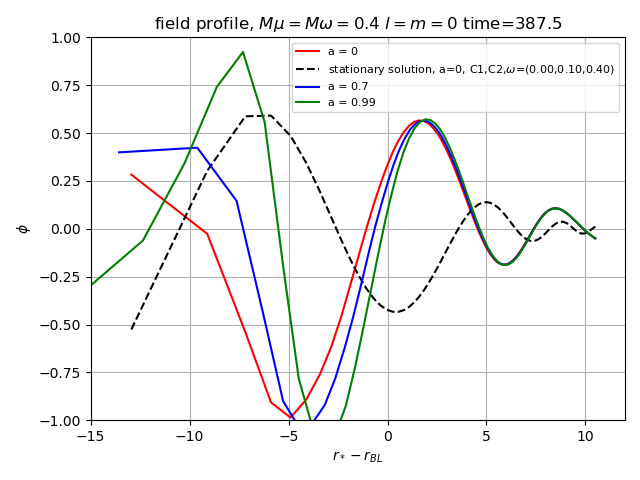 field profile, Mμ = Mω = 0.4 l = m = 0 time=387.5
a = 0
stationary solution, a=0, C1,C2,ω=(0.00,0.10,0.40)
a = 0.7
a = 0.99
1.00
0.75
0.50
0.25
0.00
−0.25
−0.50
−0.75
−1.00
ϕ
−15 −10 −5 0 5 10
r* − rBL